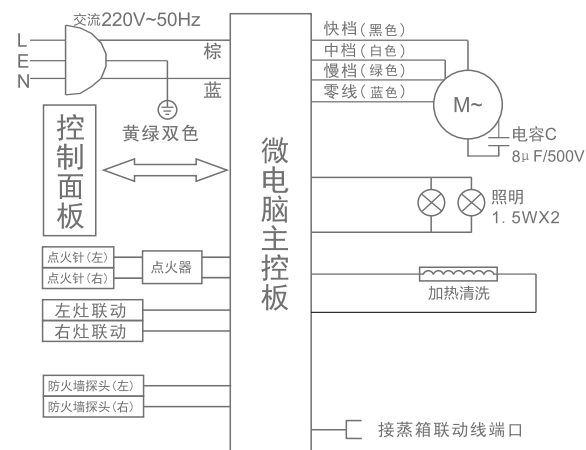 交流220V~50Hz
L
E
N
棕
蓝
黄绿双色
控制面板
点火针(左)
点火针(右)
点火器
左灶联动
右灶联动
防火墙探头(左)
防火墙探头(右)
微电脑主控板
快档(黑色)
中档(白色)
慢档(绿色)
零线(蓝色)
M~
电容C
8μF/500V
照明
1.5WX2
加热清洗
接蒸箱联动线端口